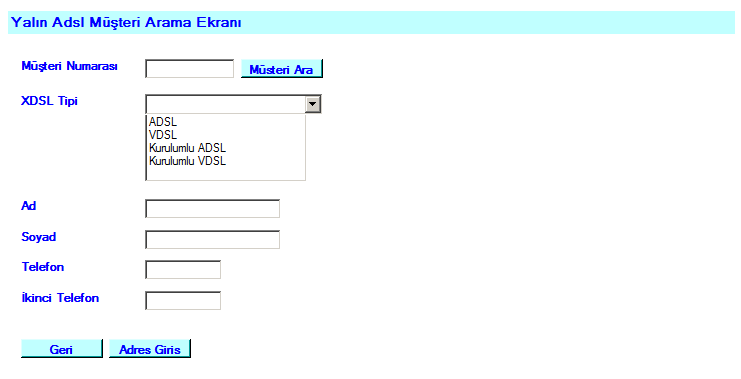 Yalın Adsl Müşteri Arama Ekranı
Müşteri Numarası Müsteri Ara
XDSL Tipi
ADSL
VDSL
Kurulumlu ADSL
Kurulumlu VDSL
Ad
Soyad
Telefon
İkinci Telefon
Geri Adres Giris